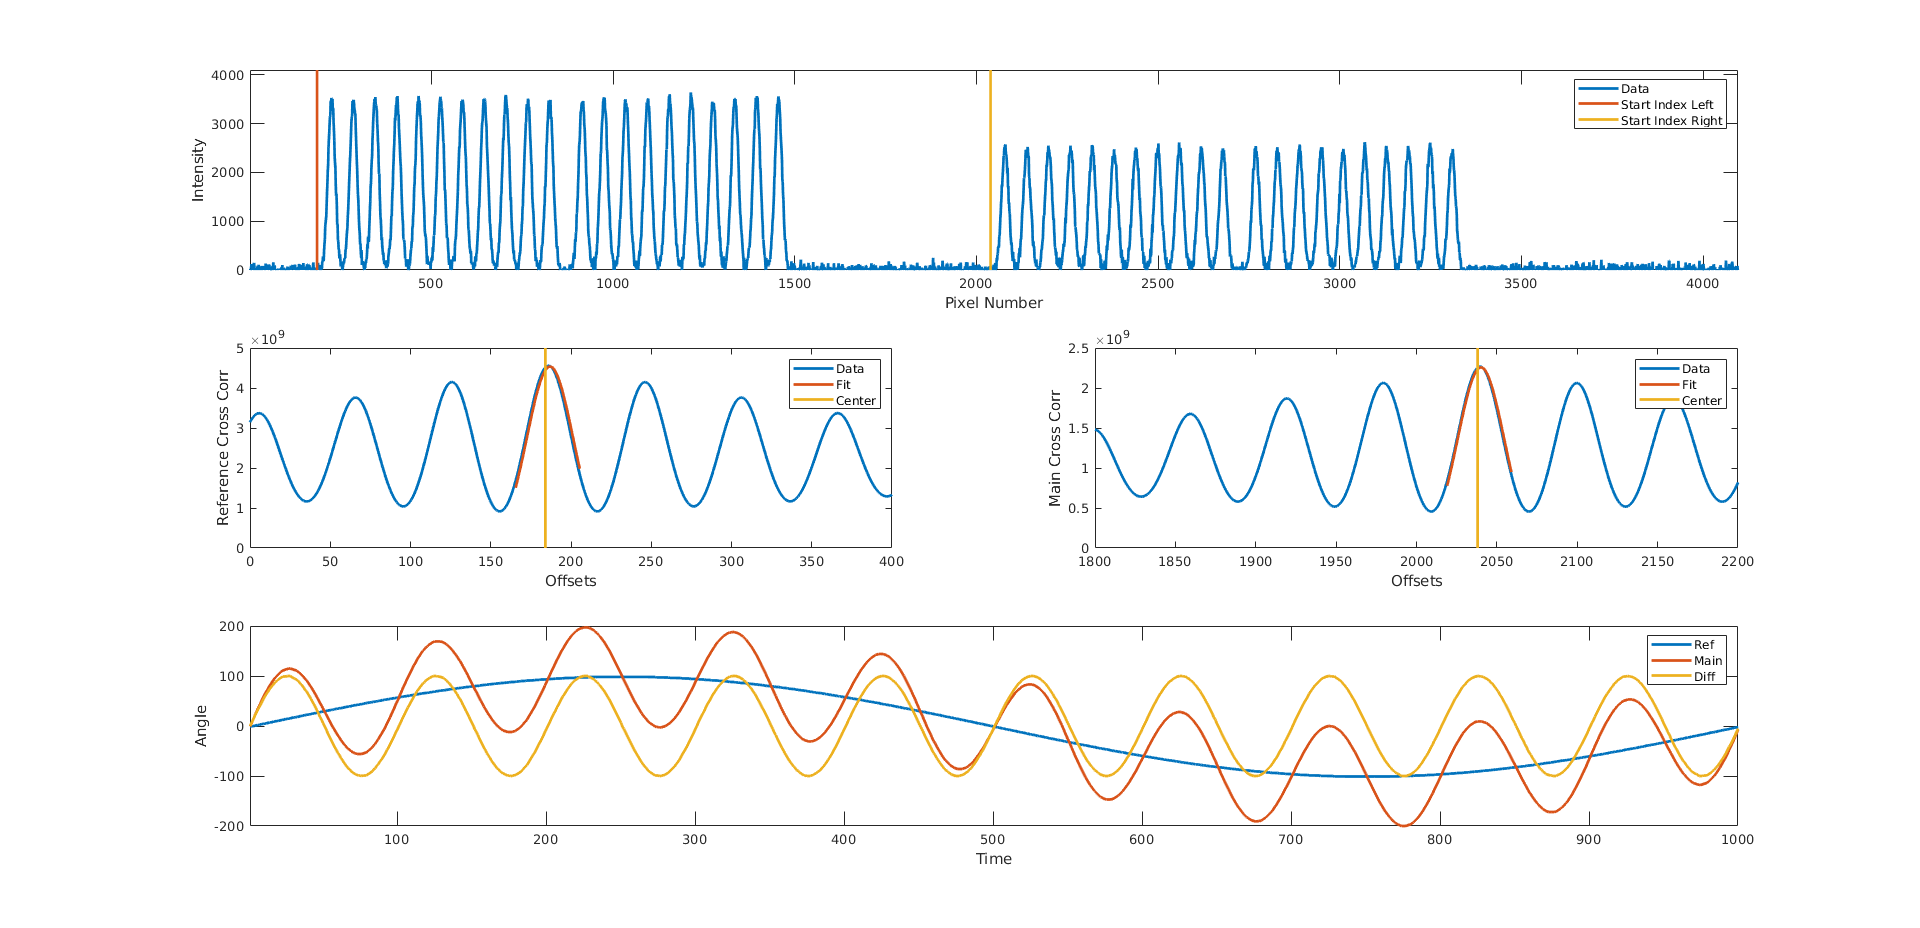 4000
3000
2000
1000
0
Intensity
500 1000 1500 2000 2500 3000 3500 4000
Pixel Number
Data
Start Index Left
Start Index Right
×10^9
5
4
3
2
1
0
Reference Cross Corr
0 50 100 150 200 250 300 350 400
Offsets
Data
Fit
Center
×10^9
2.5
2
1.5
1
0.5
0
Main Cross Corr
1800 1850 1900 1950 2000 2050 2100 2150 2200
Offsets
Data
Fit
Center
200
100
0
-100
-200
Angle
100 200 300 400 500 600 700 800 900 1000
Time
Ref
Main
Diff